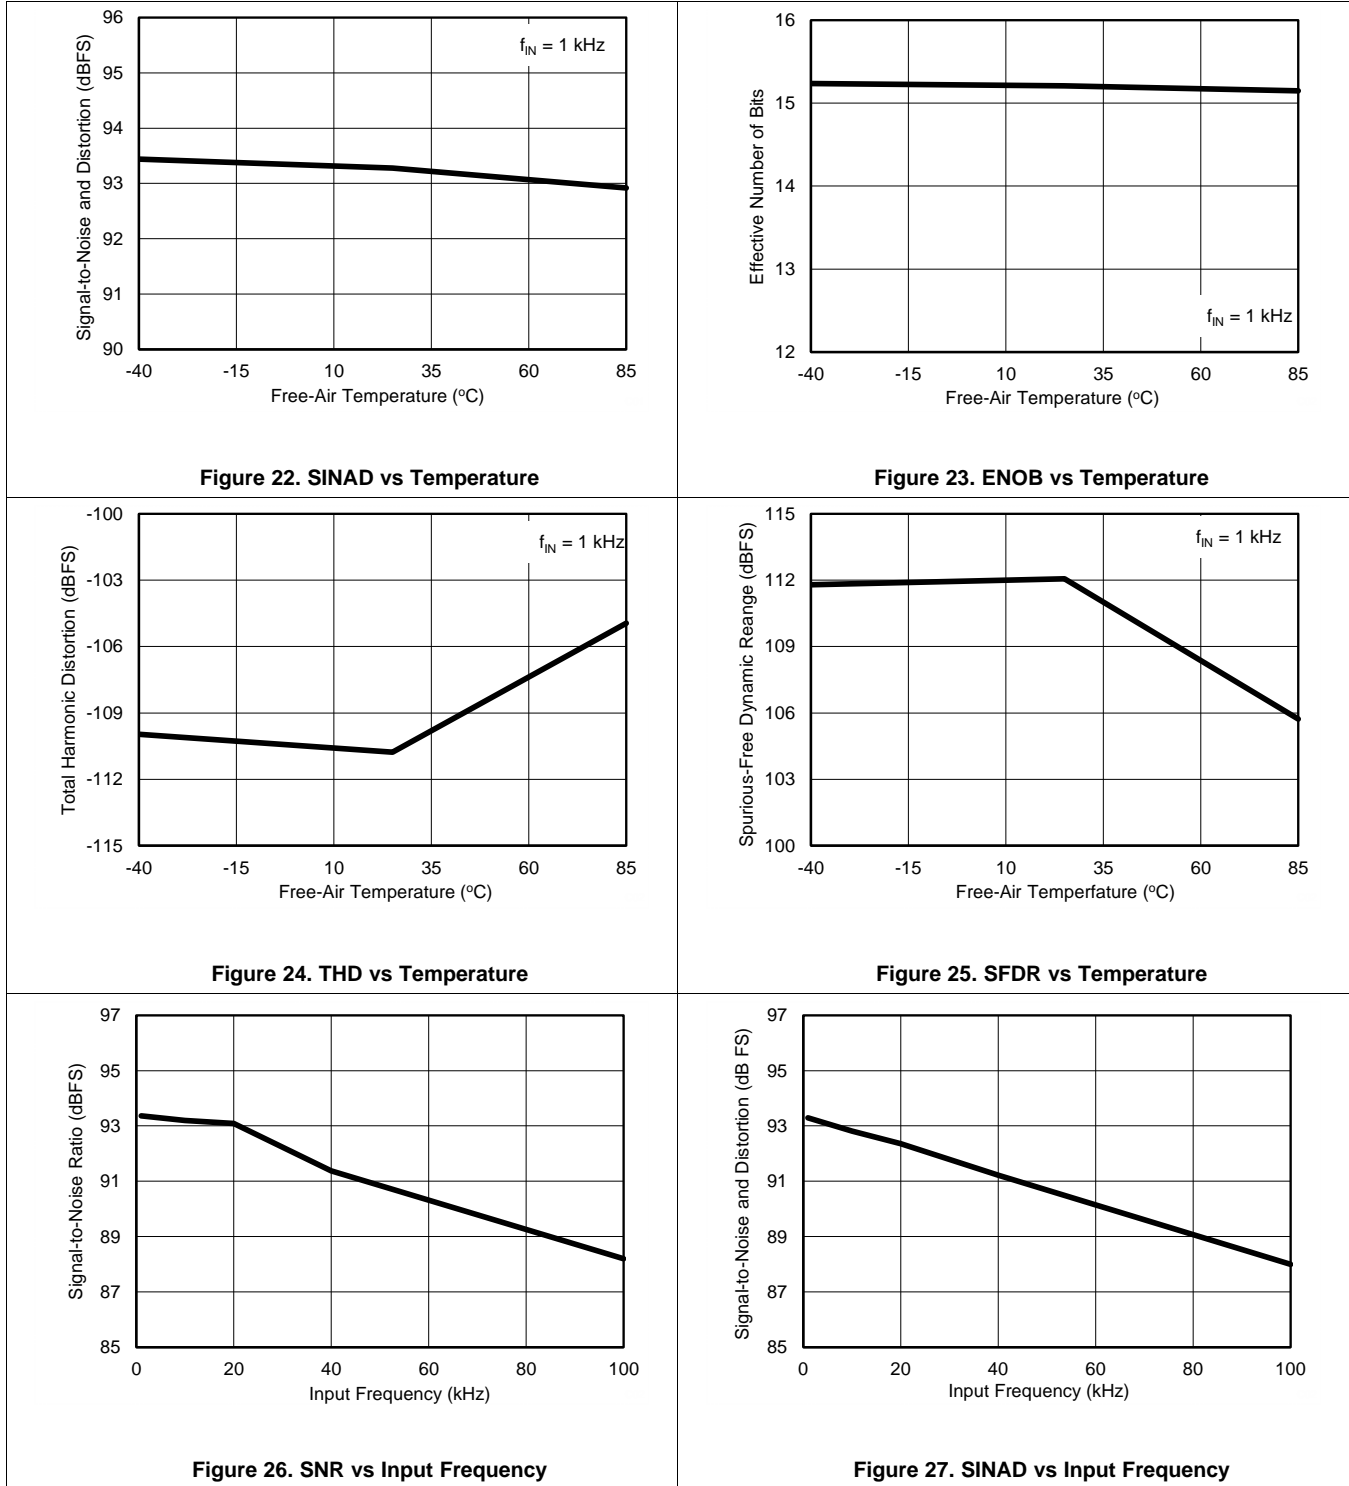 Signal-to-Noise and Distortion (dBFS)
96
95
94
93
92
91
90
fIN = 1 kHz
-40 -15 10 35 60 85
Free-Air Temperature (oC)
Figure 22. SINAD vs Temperature
Effective Number of Bits
16
15
14
13
12
fIN = 1 kHz
-40 -15 10 35 60 85
Free-Air Temperature (oC)
Figure 23. ENOB vs Temperature
Total Harmonic Distortion (dBFS)
-100
-103
-106
-109
-112
-115
fIN = 1 kHz
-40 -15 10 35 60 85
Free-Air Temperature (oC)
Figure 24. THD vs Temperature
Spurious-Free Dynamic Reange (dBFS)
115
112
109
106
103
100
fIN = 1 kHz
-40 -15 10 35 60 85
Free-Air Temperfature (oC)
Figure 25. SFDR vs Temperature
Signal-to-Noise Ratio (dBFS)
97
95
93
91
89
87
85
0 20 40 60 80 100
Input Frequency (kHz)
Figure 26. SNR vs Input Frequency
Signal-to-Noise and Distortion (dB FS)
97
95
93
91
89
87
85
0 20 40 60 80 100
Input Frequency (kHz)
Figure 27. SINAD vs Input Frequency